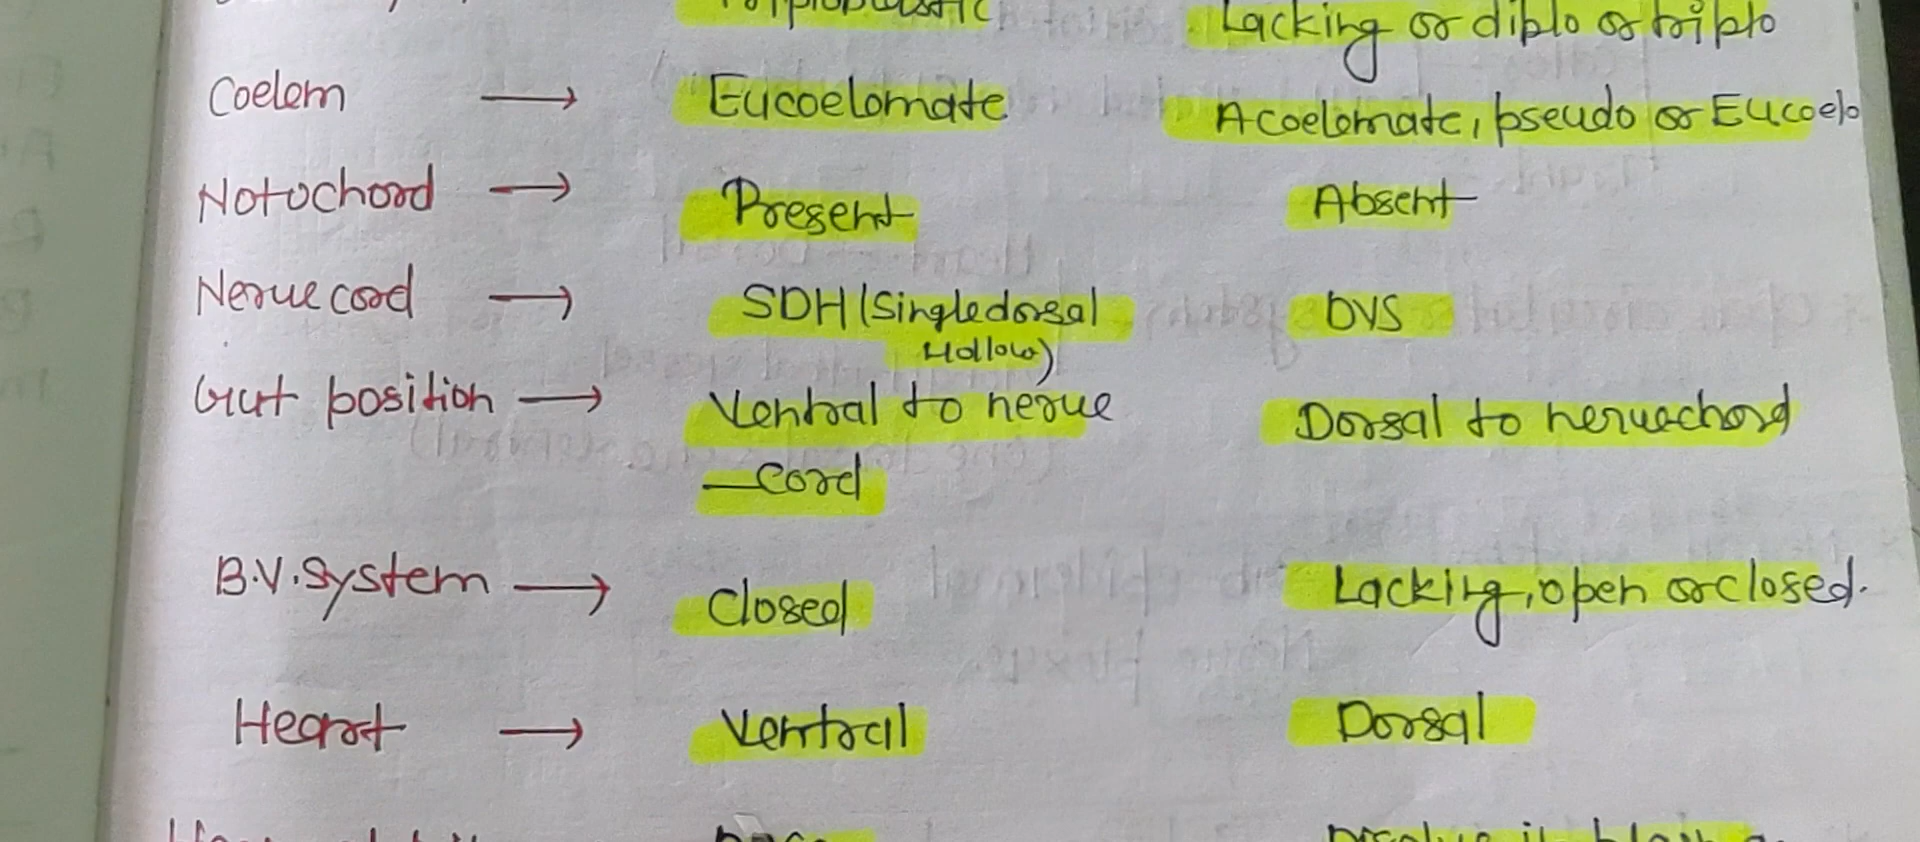 Lacking or diplo or triplo
Coelom → Eucoelomate Acoelomate, pseudo or Eucoelo
Notochord → Present Absent
Nerve cord → SDH (Single dorsal DVS
Hollow)
Gut position → Ventral to nerve Dorsal to nervechord
—cord
B.V. System → Closed Lacking, open or closed.
Heart → Ventral Dorsal